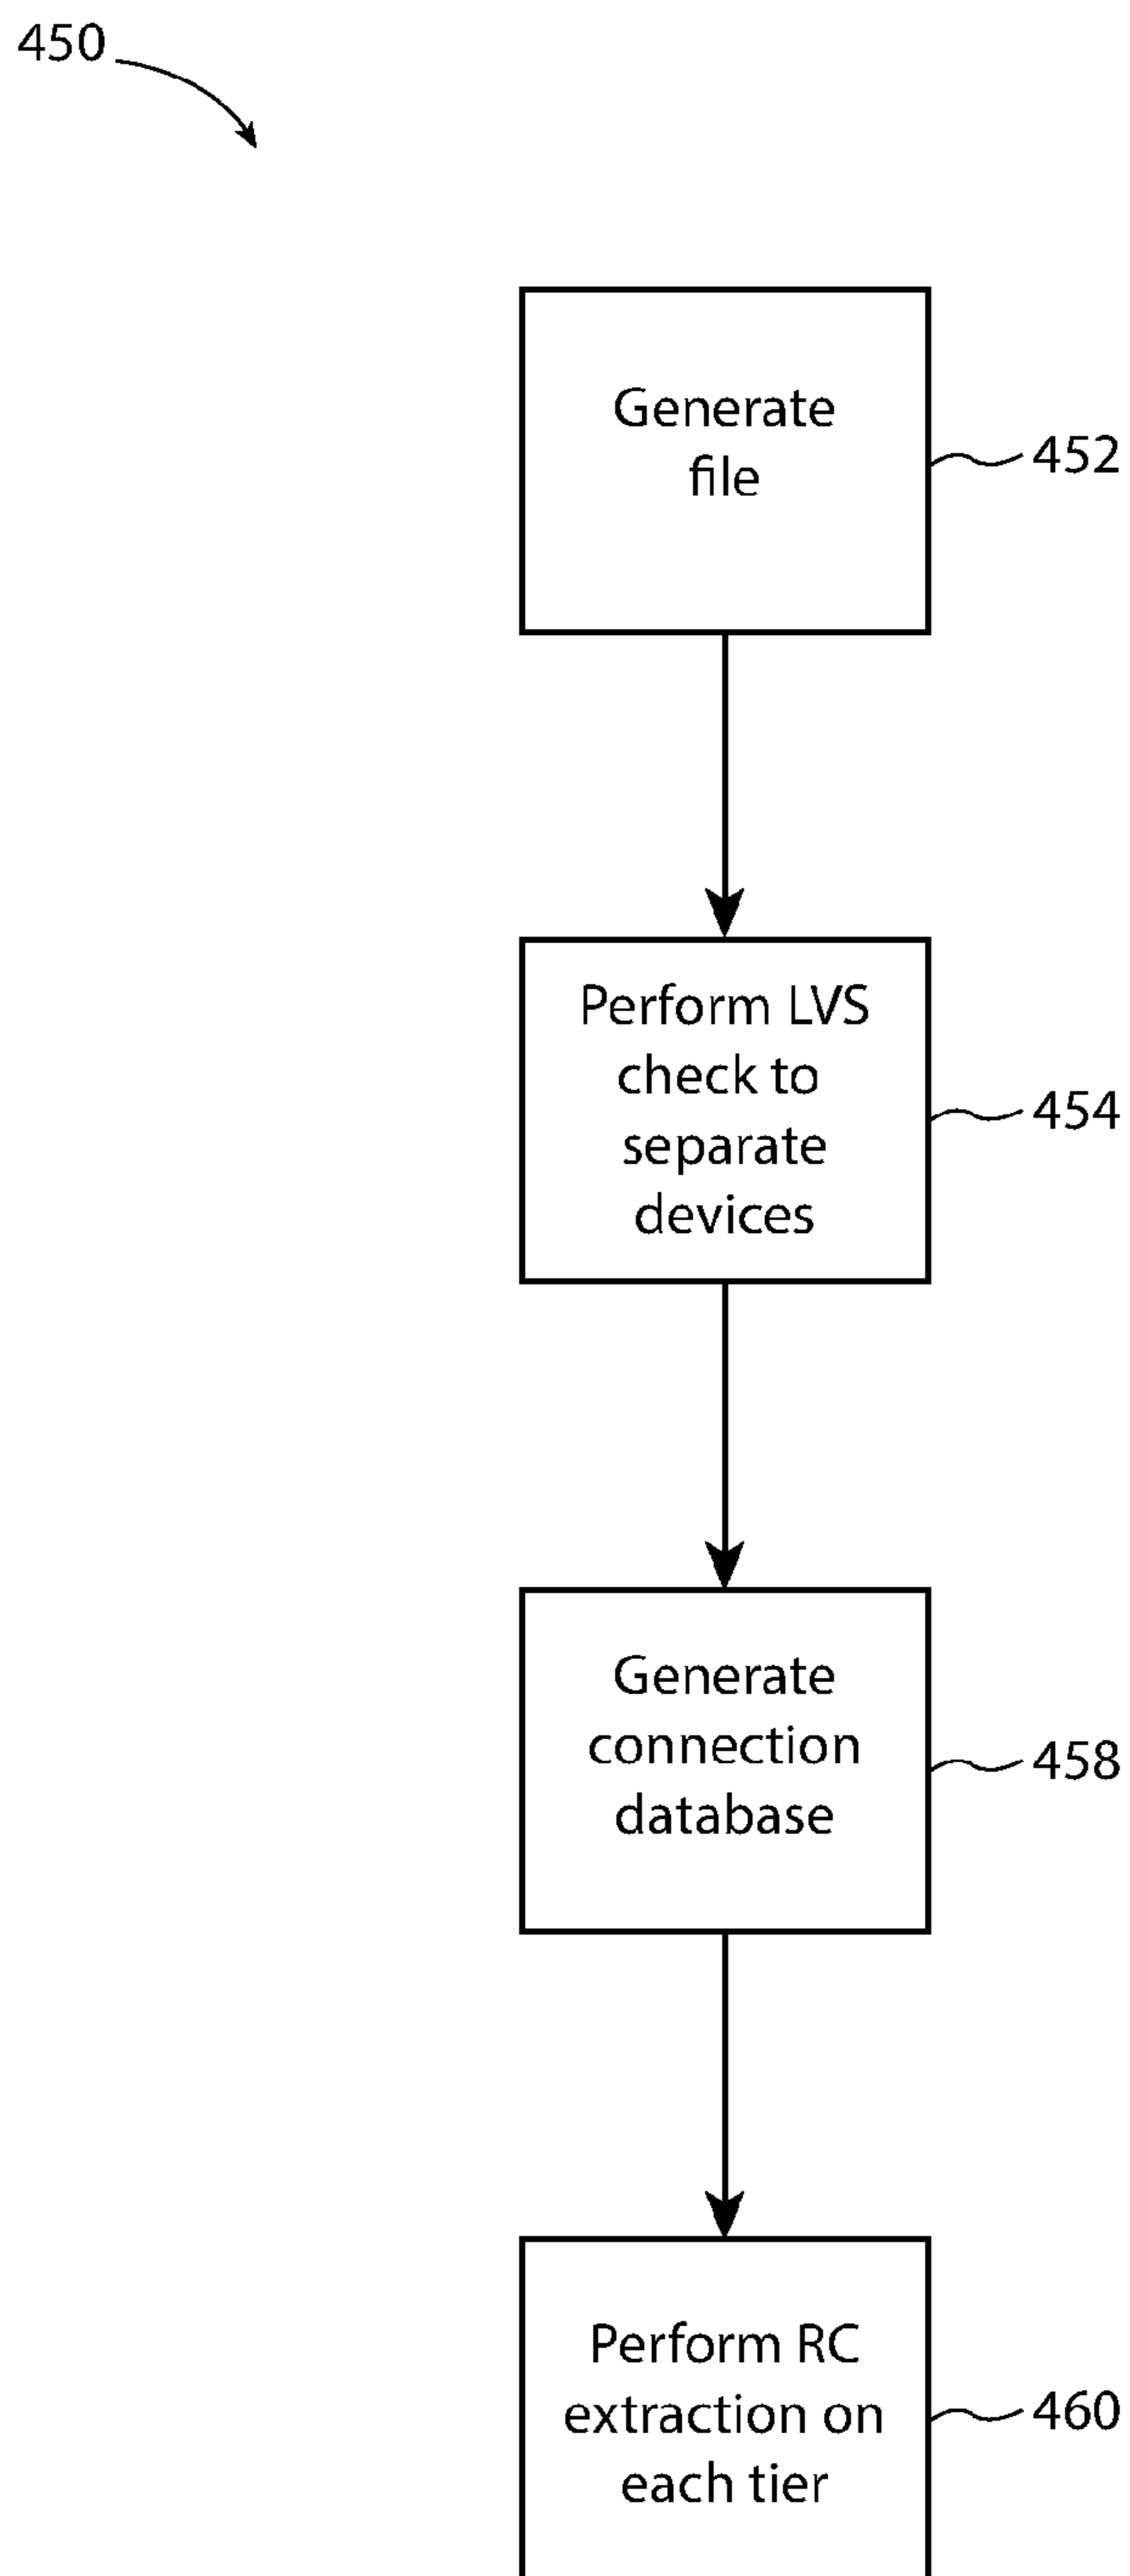 450
Generate
file
452
Perform LVS
check to
separate
devices
454
Generate
connection
database
458
Perform RC
extraction on
each tier
460